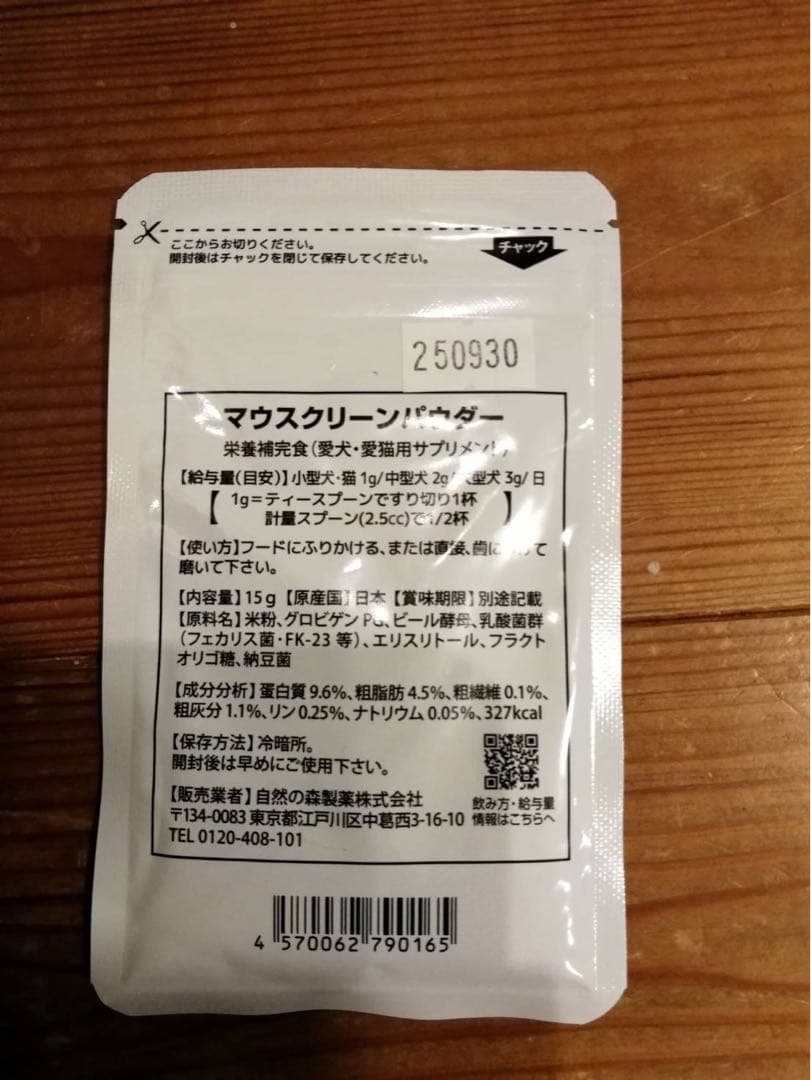 ここからお切りください。
開封後はチャックを閉じて保存してください。
チャック
250930
マウスクリーンパウダー
栄養補完食(愛犬・愛猫用サプリメント)
【給与量(目安)】小型犬・猫 1g/中型犬 2g/大型犬 3g/日
【 1g=ティースプーンですり切り1杯
計量スプーン(2.5cc)で1/2杯 】
【使い方】フードにふりかける、または直接、歯に て
磨いて下さい。
【内容量】15g 【原産国】日本 【賞味期限】別途記載
【原料名】米粉、グロビゲン PG、ビール酵母、乳酸菌群
(フェカリス菌・FK-23 等)、エリスリトール、フラクト
オリゴ糖、納豆菌
【成分分析】蛋白質 9.6%、粗脂肪 4.5%、粗繊維 0.1%、
粗灰分 1.1%、リン 0.25%、ナトリウム 0.05%、327kcal
【保存方法】冷暗所。
開封後は早めにご使用下さい。
【販売業者】自然の森製薬株式会社
〒134-0083 東京都江戸川区中葛西3-16-10
TEL 0120-408-101
飲み方・給与量
情報はこちらへ
4 570062 790165